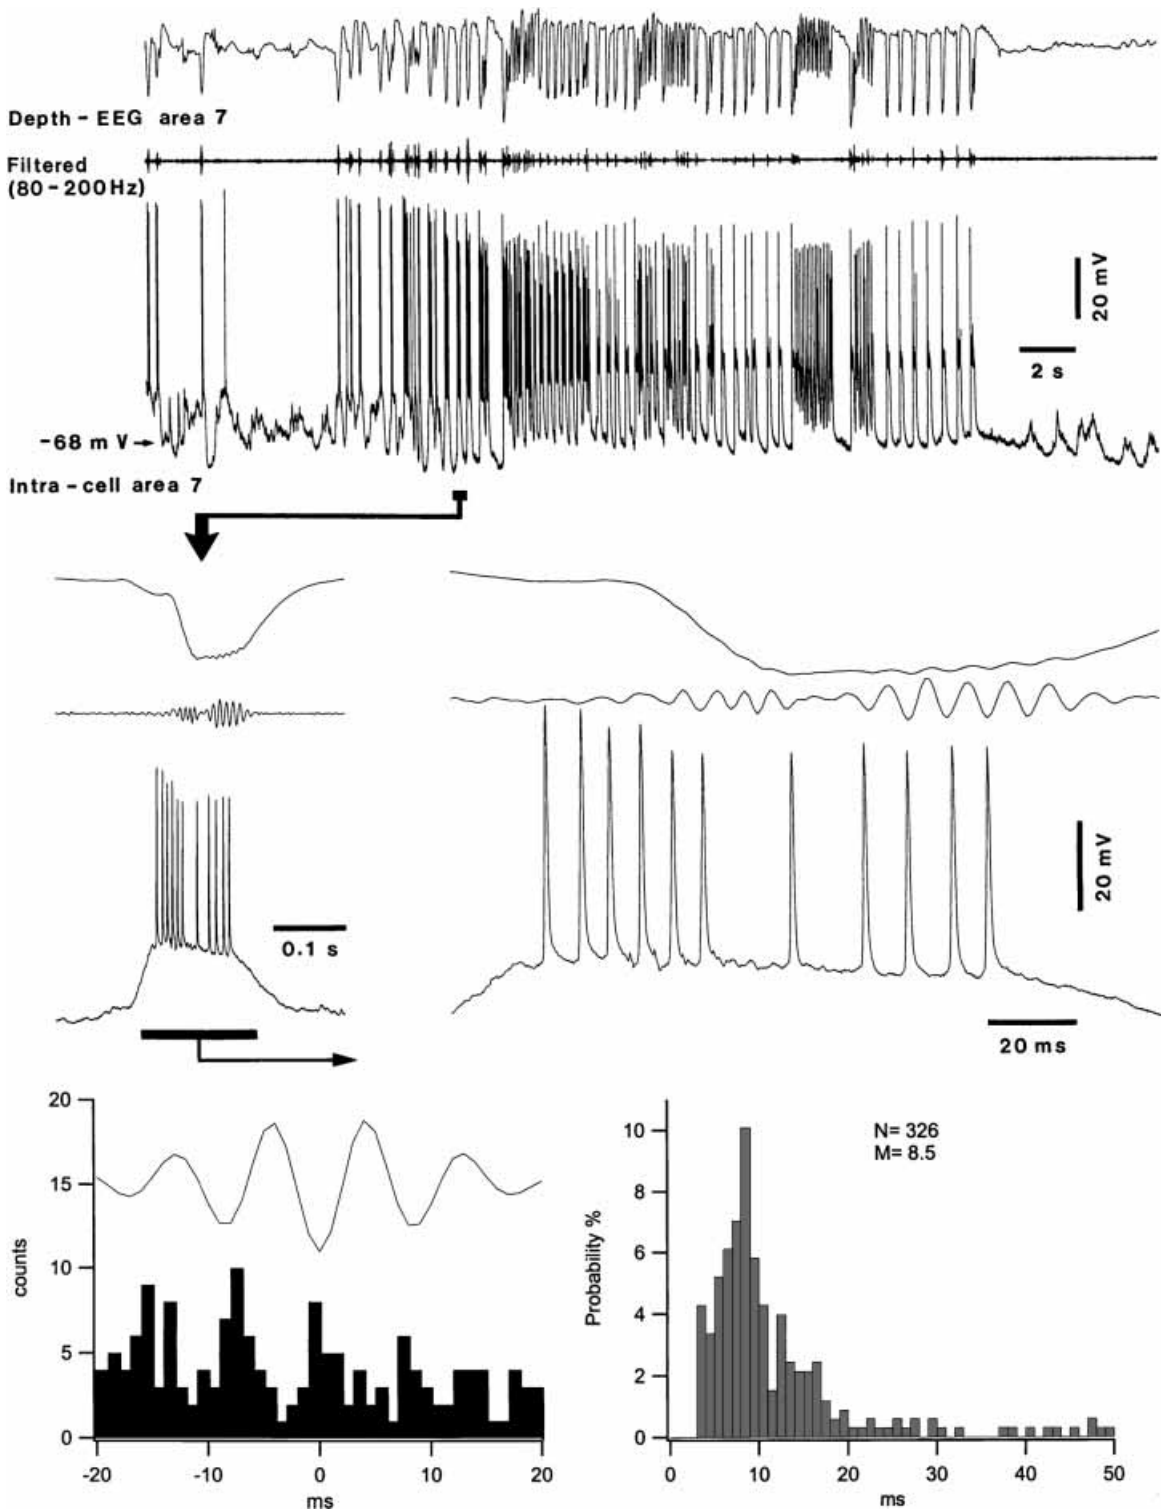 Depth - EEG area 7
Filtered
(80 - 200Hz)
20 mV
2 s
-68 mV
Intra - cell area 7
0.1 s
20 mV
20 ms
20
15
10
5
0
counts
-20
-10
0
10
20
ms
N= 326
M= 8.5
10
8
6
4
2
0
Probability %
0
10
20
30
40
50
ms